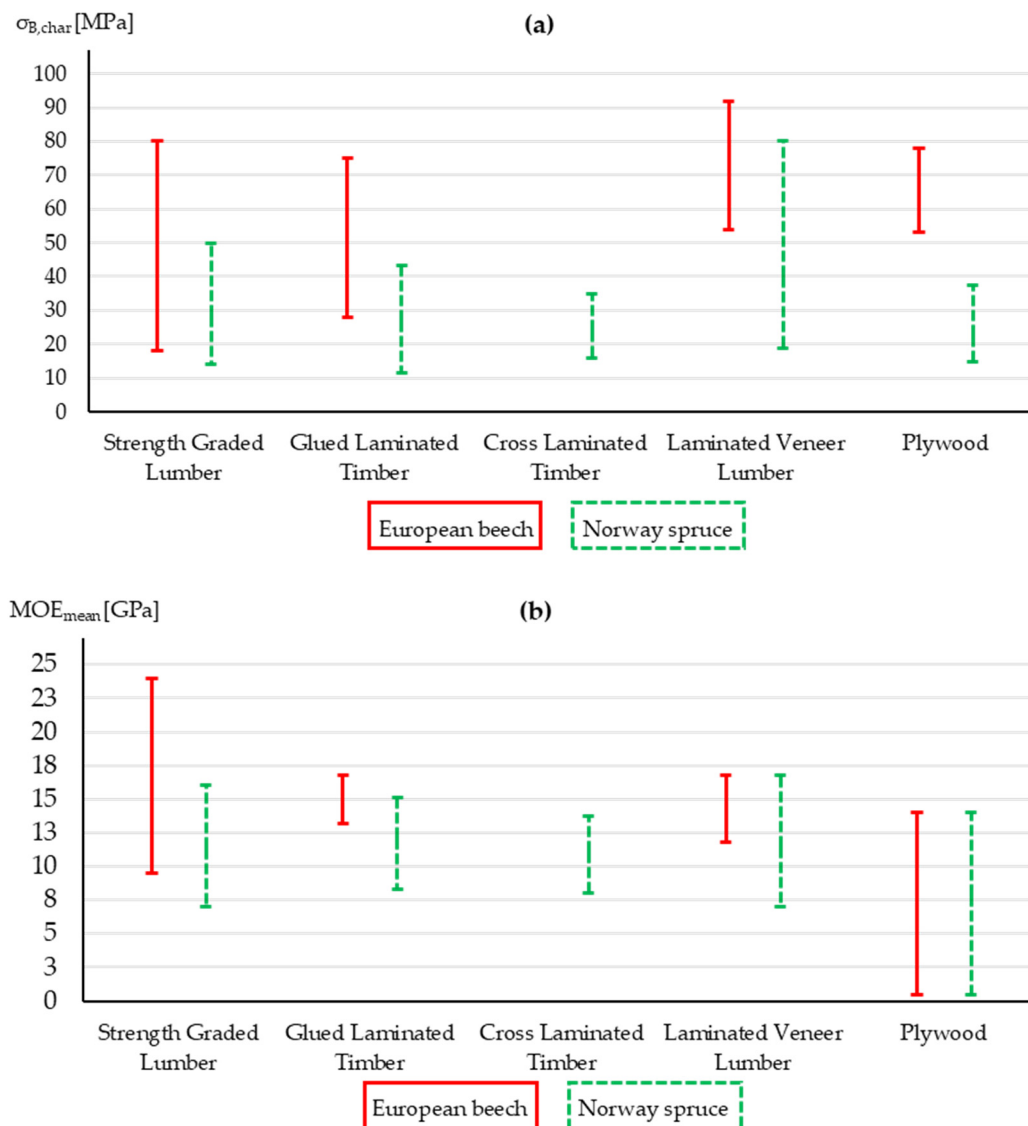 σB,char [MPa]
(a)
100
90
80
70
60
50
40
30
20
10
0
Strength Graded Lumber
Glued Laminated Timber
Cross Laminated Timber
Laminated Veneer Lumber
Plywood
European beech
Norway spruce
MOEmean [GPa]
(b)
25
23
20
18
15
13
10
8
5
3
0
Strength Graded Lumber
Glued Laminated Timber
Cross Laminated Timber
Laminated Veneer Lumber
Plywood
European beech
Norway spruce